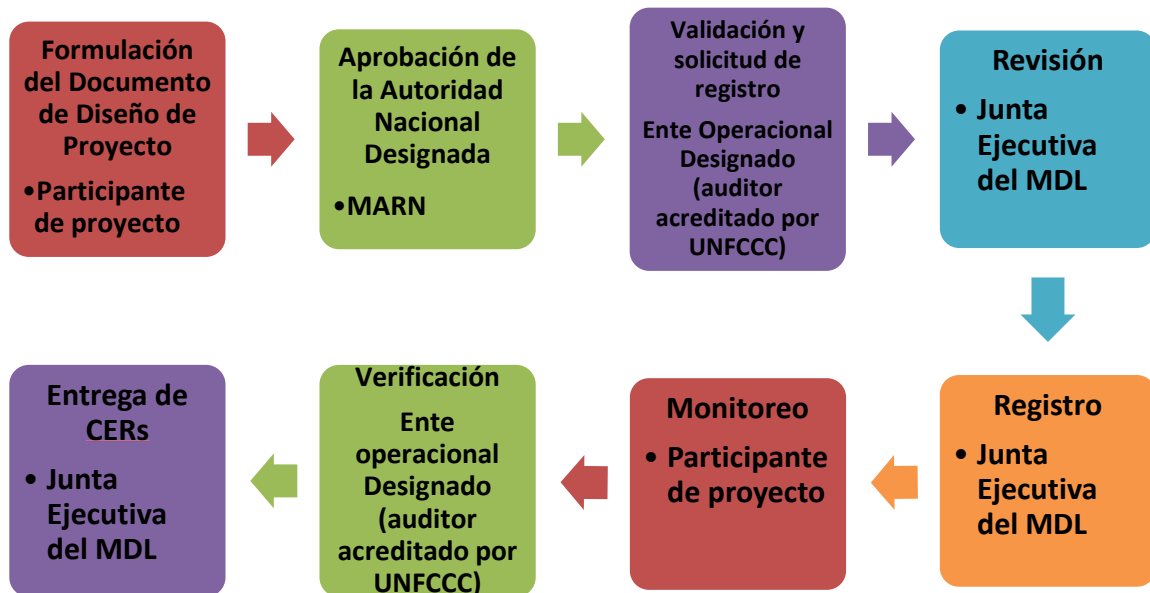 Formulación
del Documento
de Diseño de
Proyecto
•Participante
de proyecto
Aprobación de
la Autoridad
Nacional
Designada
•MARN
Validación y
solicitud de
registro
Ente Operacional
Designado
(auditor
acreditado por
UNFCCC)
Revisión
• Junta
Ejecutiva
del MDL
Registro
• Junta
Ejecutiva
del MDL
Monitoreo
• Participante
de proyecto
Verificación
Ente
operacional
Designado
(auditor
acreditado por
UNFCCC)
Entrega de
CERs
• Junta
Ejecutiva
del MDL